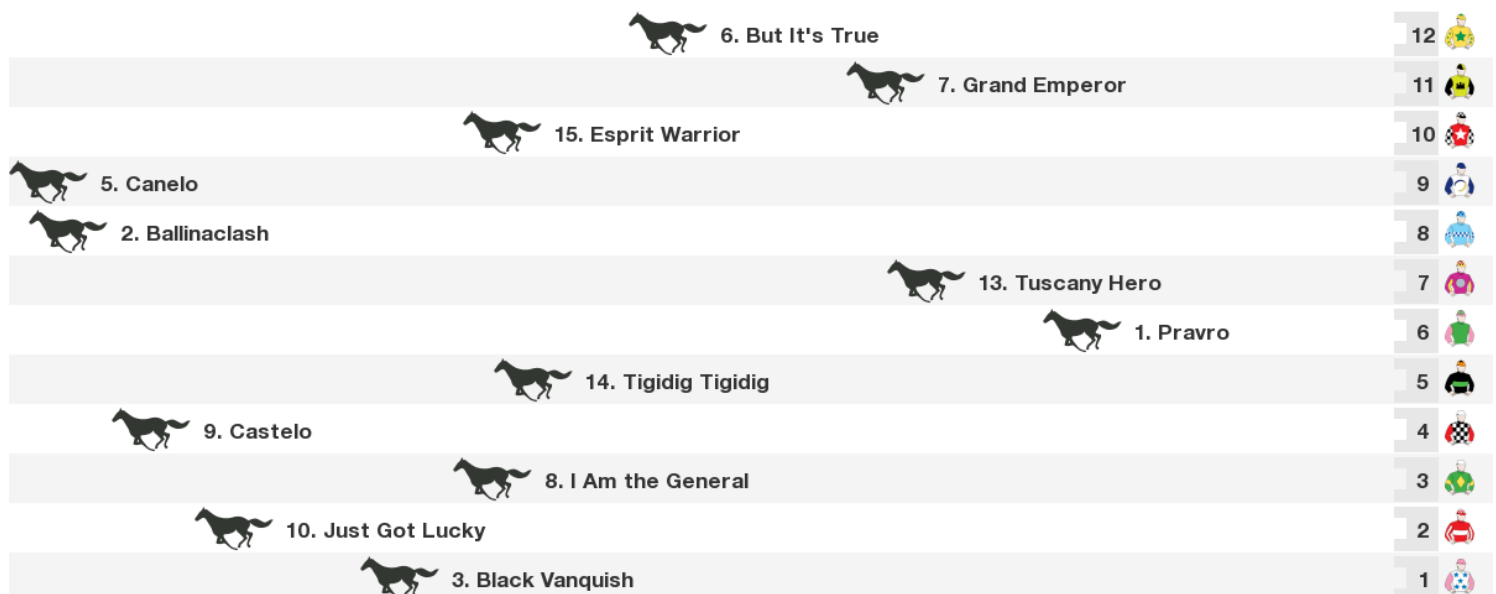 6. But It's True 12
7. Grand Emperor 11
15. Esprit Warrior 10
5. Canelo 9
2. Ballinaclash 8
13. Tuscany Hero 7
1. Pravro 6
14. Tigidig Tigidig 5
9. Castelo 4
8. I Am the General 3
10. Just Got Lucky 2
3. Black Vanquish 1